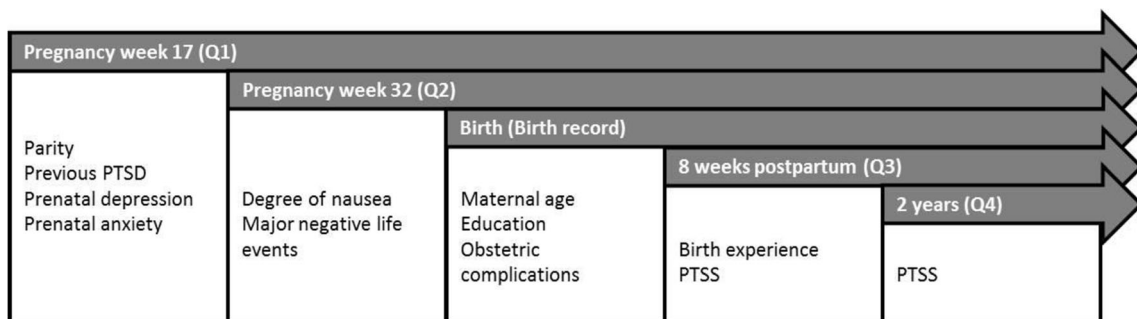 Pregnancy week 17 (Q1)
Parity
Previous PTSD
Prenatal depression
Prenatal anxiety
Pregnancy week 32 (Q2)
Degree of nausea
Major negative life
events
Birth (Birth record)
Maternal age
Education
Obstetric
complications
8 weeks postpartum (Q3)
Birth experience
PTSS
2 years (Q4)
PTSS